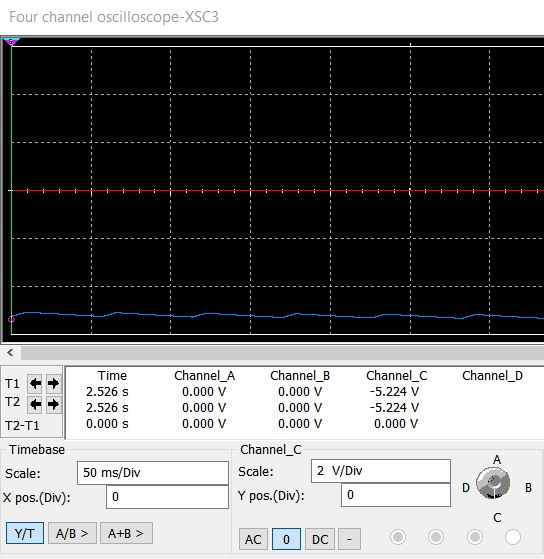 Four channel oscilloscope-XSC3
Time Channel_A Channel_B Channel_C Channel_D
T1 2.526 s 0.000 V 0.000 V -5.224 V
T2 2.526 s 0.000 V 0.000 V -5.224 V
T2-T1 0.000 s 0.000 V 0.000 V 0.000 V
Timebase
Scale: 50 ms/Div
X pos.(Div): 0
Y/T A/B > A+B >
Channel_C
Scale: 2 V/Div
Y pos.(Div): 0
AC 0 DC -
A
D B
C